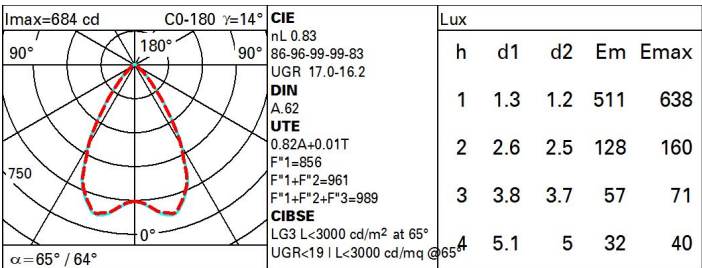 Imax=684 cd C0-180 γ=14°
90° 180° 90°
750
0°
α=65° / 64°
CIE
nL 0.83
86-96-99-99-83
UGR 17.0-16.2
DIN
A.62
UTE
0.82A+0.01T
F"1=856
F"1+F"2=961
F"1+F"2+F"3=989
CIBSE
LG3 L<3000 cd/m² at 65°
UGR<19 | L<3000 cd/mq @65°
Lux
h d1 d2 Em Emax
1 1.3 1.2 511 638
2 2.6 2.5 128 160
3 3.8 3.7 57 71
4 5.1 5 32 40